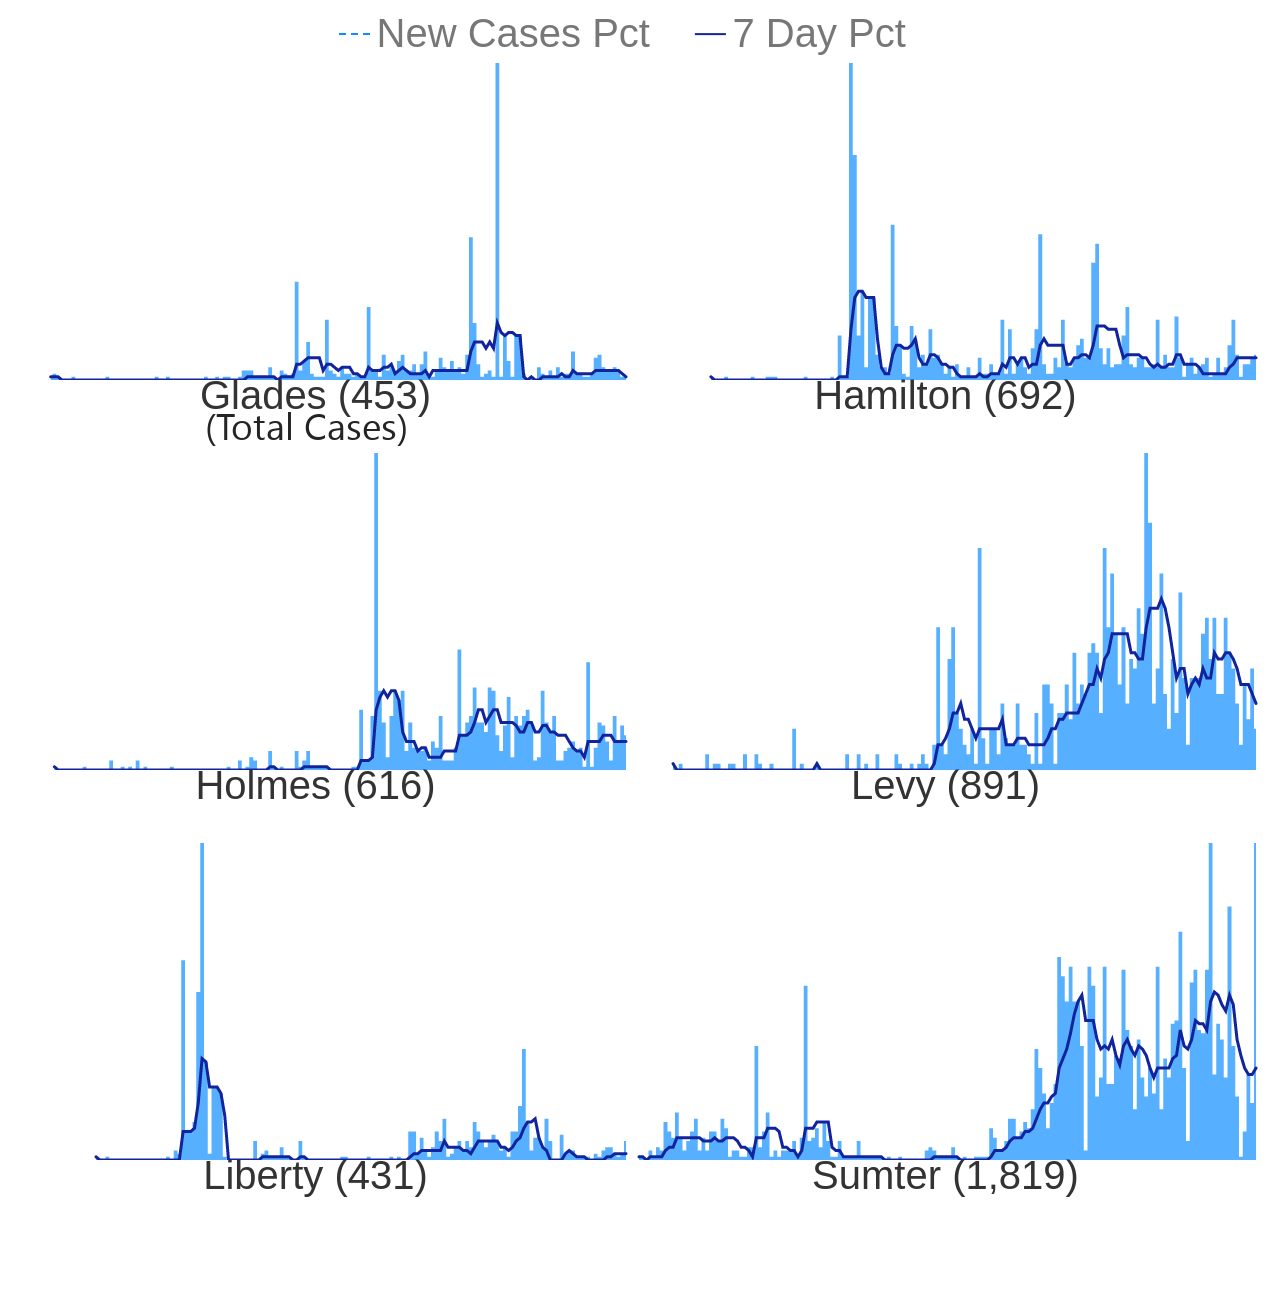 New Cases Pct 7 Day Pct
Glades (453) Hamilton (692)
(Total Cases)
Holmes (616) Levy (891)
Liberty (431) Sumter (1,819)